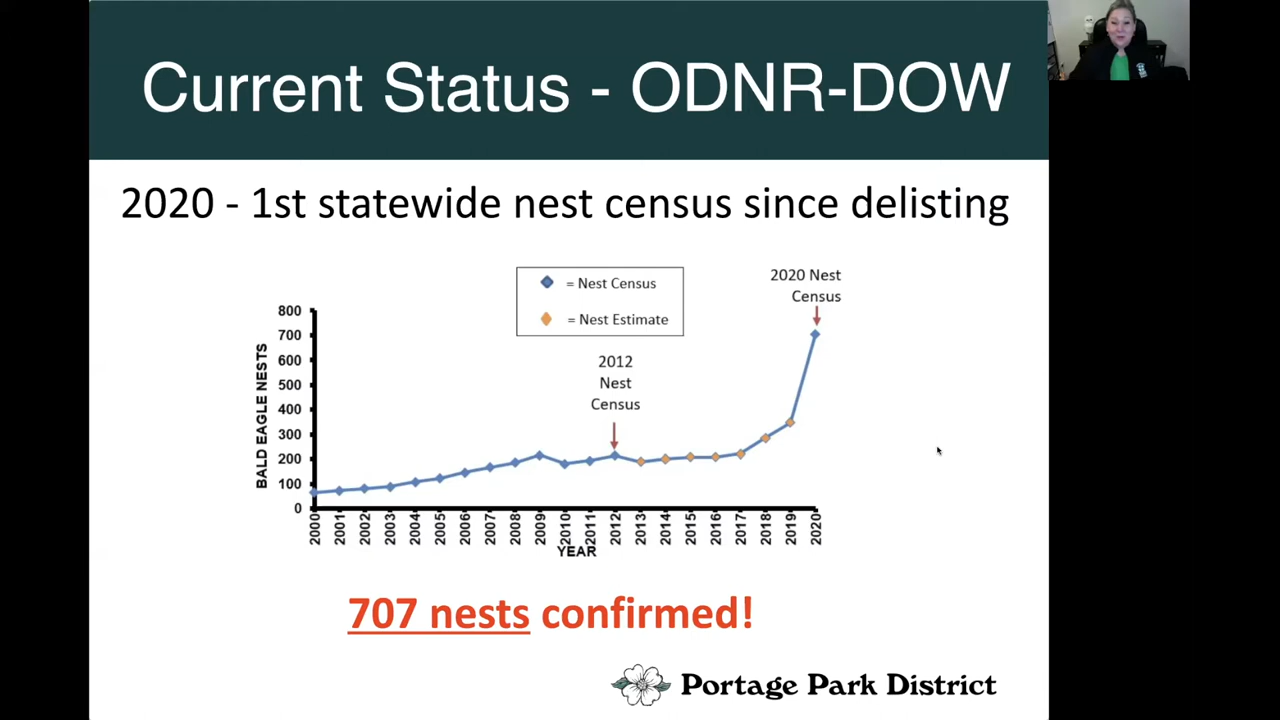 Current Status - ODNR-DOW
2020 - 1st statewide nest census since delisting
= Nest Census
= Nest Estimate
2020 Nest
Census
2012
Nest
Census
BALD EAGLE NESTS
800
700
600
500
400
300
200
100
0
2000
2001
2002
2003
2004
2005
2006
2007
2008
2009
2010
2011
2012
2013
2014
2015
2016
2017
2018
2019
2020
YEAR
707 nests confirmed!
Portage Park District